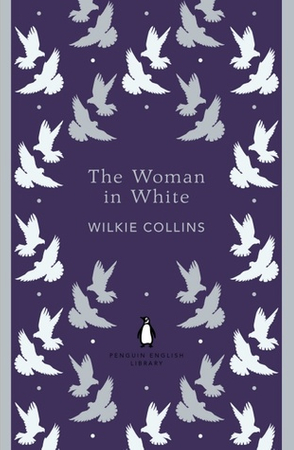 The Woman
in White
WILKIE COLLINS
PENGUIN ENGLISH
LIBRARY